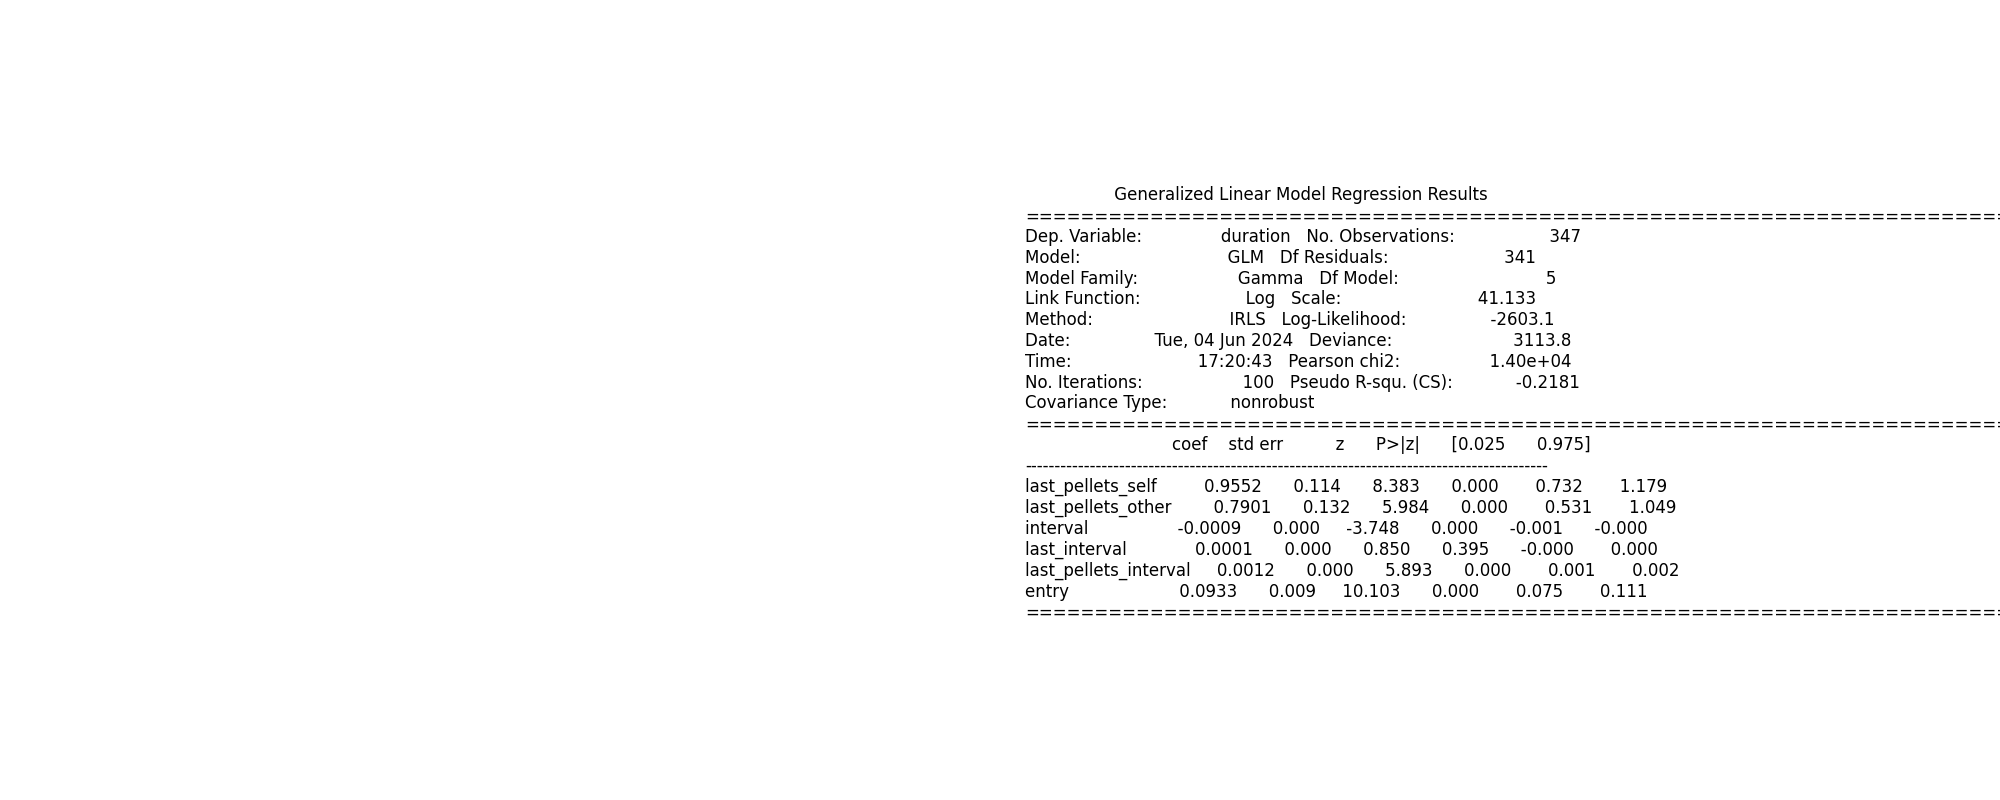 Generalized Linear Model Regression Results
==============================================================================
Dep. Variable: duration No. Observations: 347
Model: GLM Df Residuals: 341
Model Family: Gamma Df Model: 5
Link Function: Log Scale: 41.133
Method: IRLS Log-Likelihood: -2603.1
Date: Tue, 04 Jun 2024 Deviance: 3113.8
Time: 17:20:43 Pearson chi2: 1.40e+04
No. Iterations: 100 Pseudo R-squ. (CS): -0.2181
Covariance Type: nonrobust
==============================================================================
coef std err z P>|z| [0.025 0.975]
----------------------------------------------------------------------------------------
last_pellets_self 0.9552 0.114 8.383 0.000 0.732 1.179
last_pellets_other 0.7901 0.132 5.984 0.000 0.531 1.049
interval -0.0009 0.000 -3.748 0.000 -0.001 -0.000
last_interval 0.0001 0.000 0.850 0.395 -0.000 0.000
last_pellets_interval 0.0012 0.000 5.893 0.000 0.001 0.002
entry 0.0933 0.009 10.103 0.000 0.075 0.111
==============================================================================